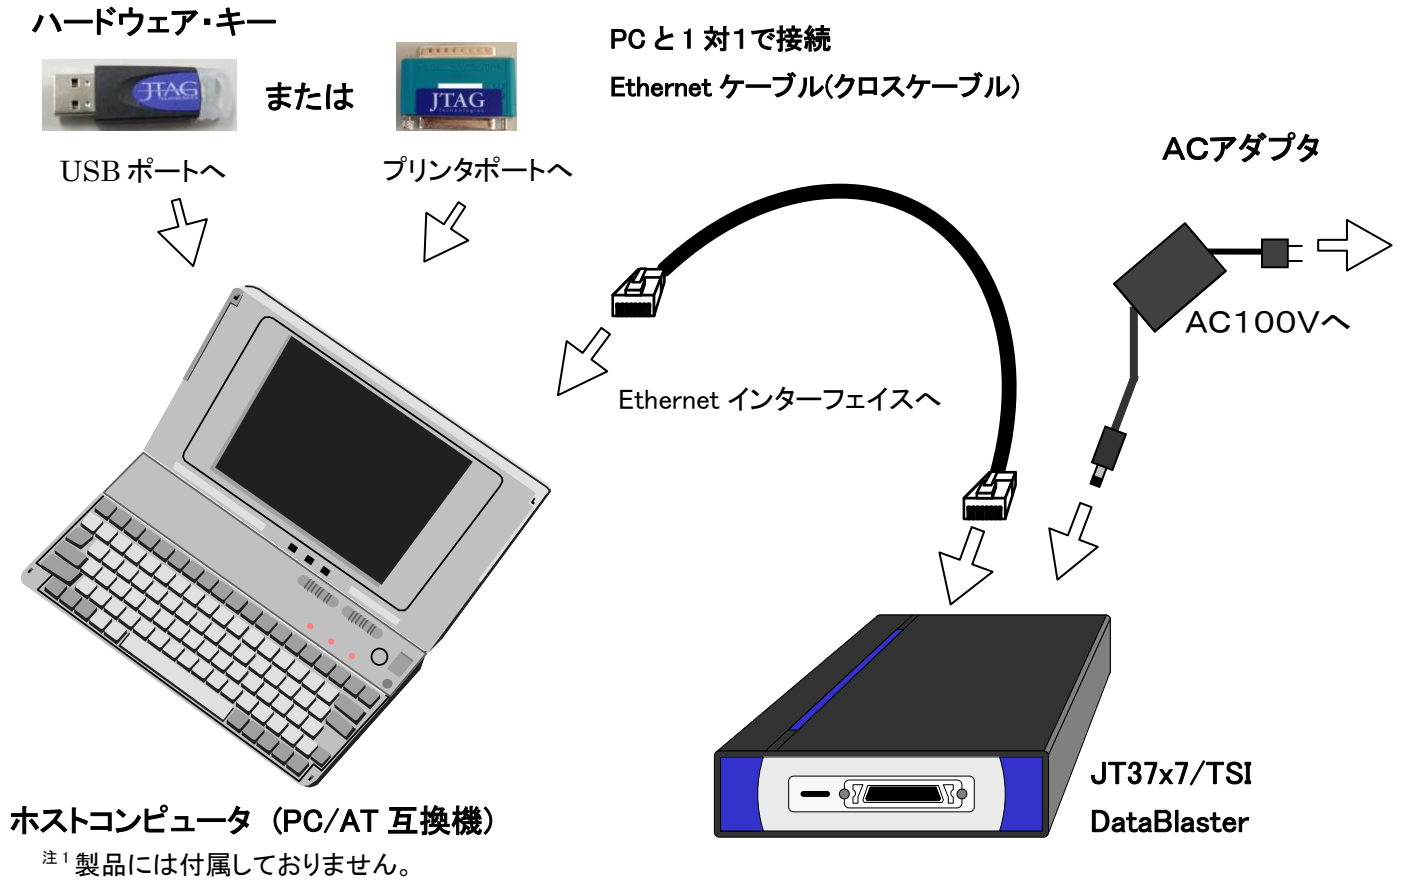 ハードウェア・キー
JTAG
または
JTAG
Technologies
USB ポートへ
プリンタポートへ
PC と 1 対 1 で接続
Ethernet ケーブル(クロスケーブル)
ACアダプタ
AC100Vへ
Ethernet インターフェイスへ
JT37x7/TSI
DataBlaster
ホストコンピュータ (PC/AT 互換機)
注1 製品には付属しておりません。